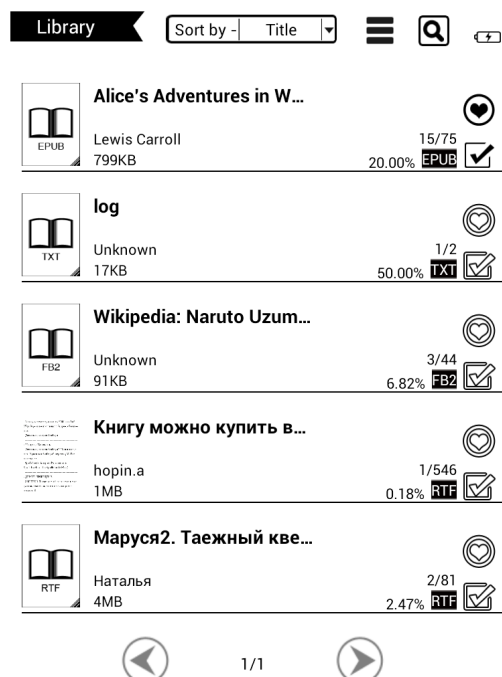 Library
Sort by - Title
Alice's Adventures in W...
EPUB
Lewis Carroll
15/75
799KB
20.00% EPUB
log
TXT
Unknown
1/2
17KB
50.00% TXT
Wikipedia: Naruto Uzum...
FB2
Unknown
3/44
91KB
6.82% FB2
Книгу можно купить в...
hopin.a
1/546
1MB
0.18% RTF
Маруся2. Таежный кве...
RTF
Наталья
2/81
4MB
2.47% RTF
1/1